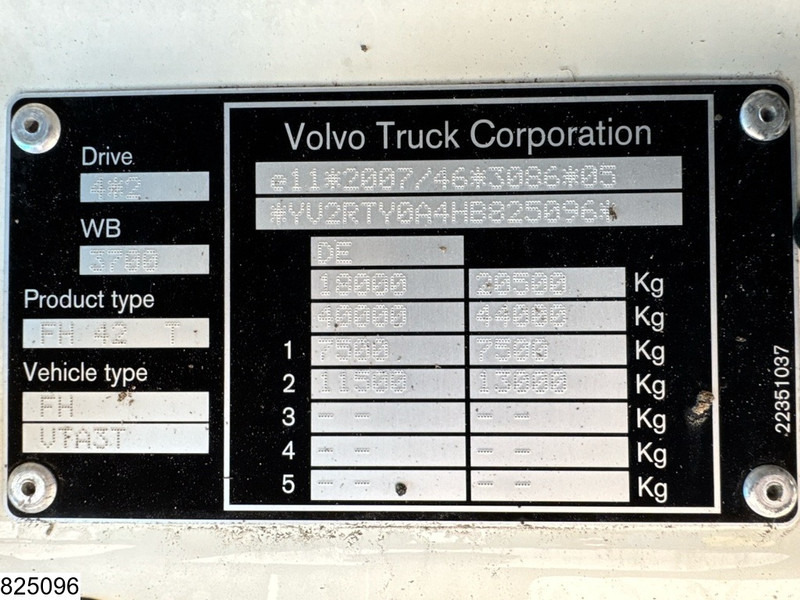 Volvo Truck Corporation
e11*2007/46*3086*05
*YV2RTY0A4HB825096*
Drive
4*2
WB
3700
Product type
FH 42 T
Vehicle type
FH
VTA3T
DE
18000 20500 Kg
40000 44000 Kg
1 7500 7500 Kg
2 11500 13000 Kg
3 -- -- Kg
4 -- -- Kg
5 -- -- Kg
22351037
825096